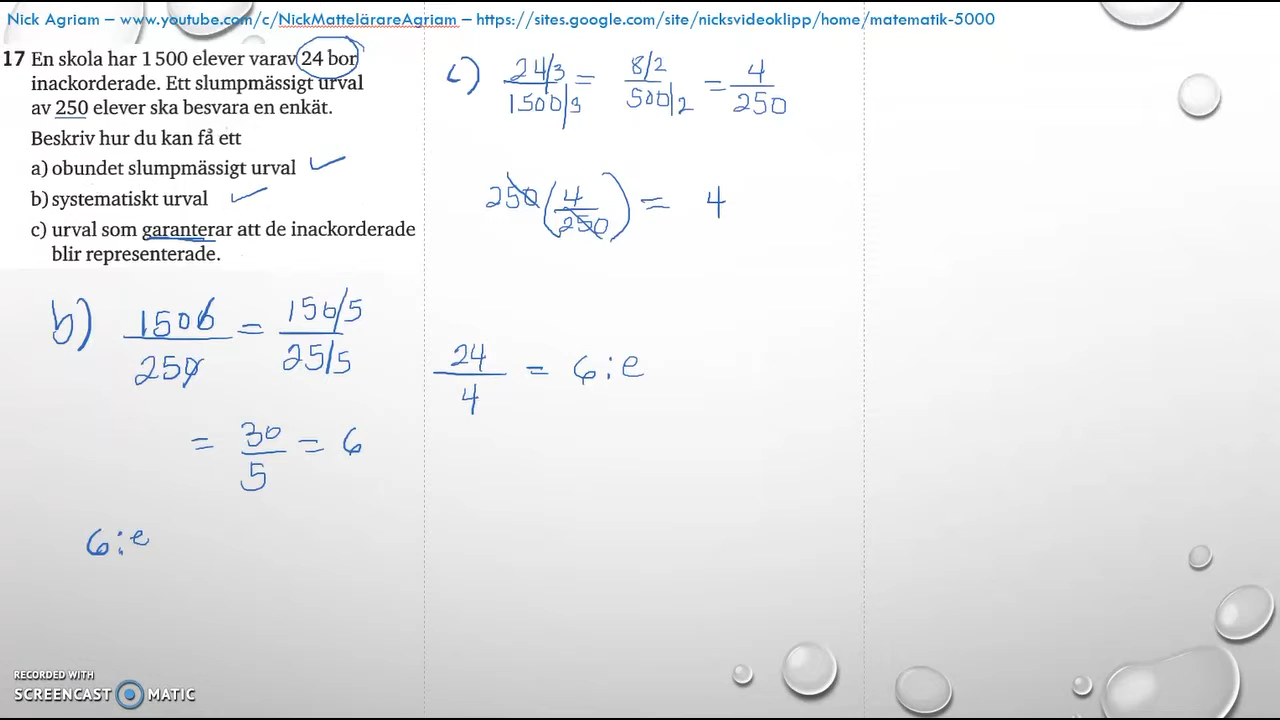 Nick Agriam – www.youtube.com/c/NickMattelärareAgriam – https://sites.google.com/site/nicksvideoklipp/home/matematik-5000
17 En skola har 1 500 elever varav 24 bor
inackorderade. Ett slumpmässigt urval
av 250 elever ska besvara en enkät.
Beskriv hur du kan få ett
a) obundet slumpmässigt urval
b) systematiskt urval
c) urval som garanterar att de inackorderade
blir representerade.
b) 1500/250 = 150/5 / 25/5
= 30/5 = 6
6:e
c) 24/3 / 1500/3 = 8/2 / 500/2 = 4/250
250 (4/250) = 4
24/4 = 6:e
RECORDED WITH
SCREENCAST MATIC